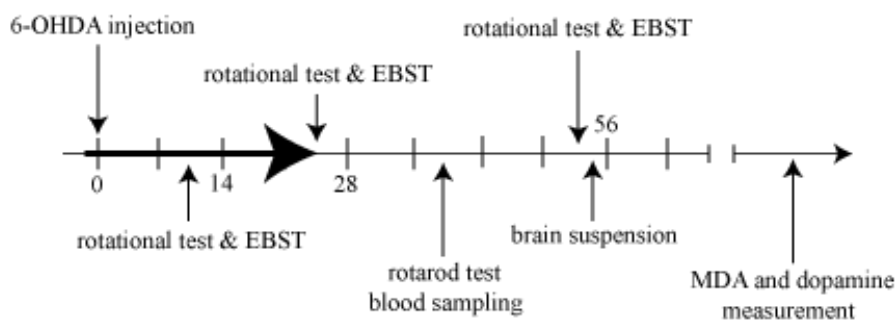 6-OHDA injection
rotational test & EBST
rotational test & EBST
56
0
14
28
rotational test & EBST
rotarod test
blood sampling
brain suspension
MDA and dopamine
measurement